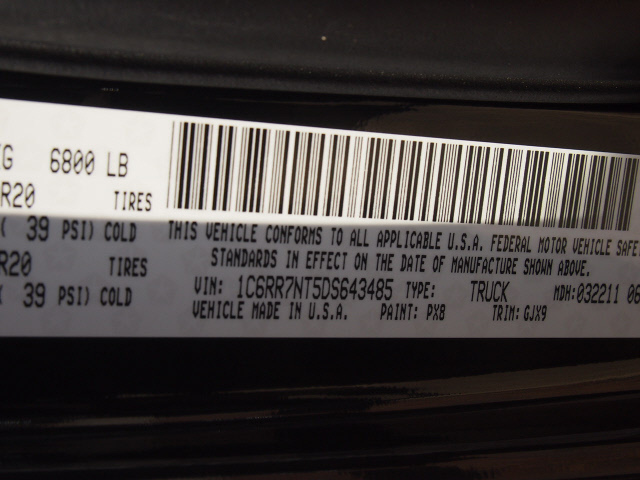 6800 LB
R20 TIRES
( 39 PSI) COLD THIS VEHICLE CONFORMS TO ALL APPLICABLE U.S.A. FEDERAL MOTOR VEHICLE SAFE
R20 TIRES STANDARDS IN EFFECT ON THE DATE OF MANUFACTURE SHOWN ABOVE.
( 39 PSI) COLD VIN: 1C6RR7NT5DS643485 TYPE: TRUCK MDH:032211 06
VEHICLE MADE IN U.S.A. PAINT: PX8 TRIM: GJX9